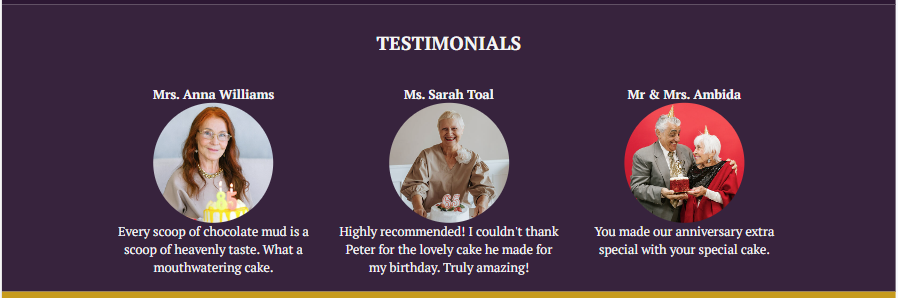 TESTIMONIALS
Mrs. Anna Williams
Every scoop of chocolate mud is a
scoop of heavenly taste. What a
mouthwatering cake.
Ms. Sarah Toal
Highly recommended! I couldn't thank
Peter for the lovely cake he made for
my birthday. Truly amazing!
Mr & Mrs. Ambida
You made our anniversary extra
special with your special cake.